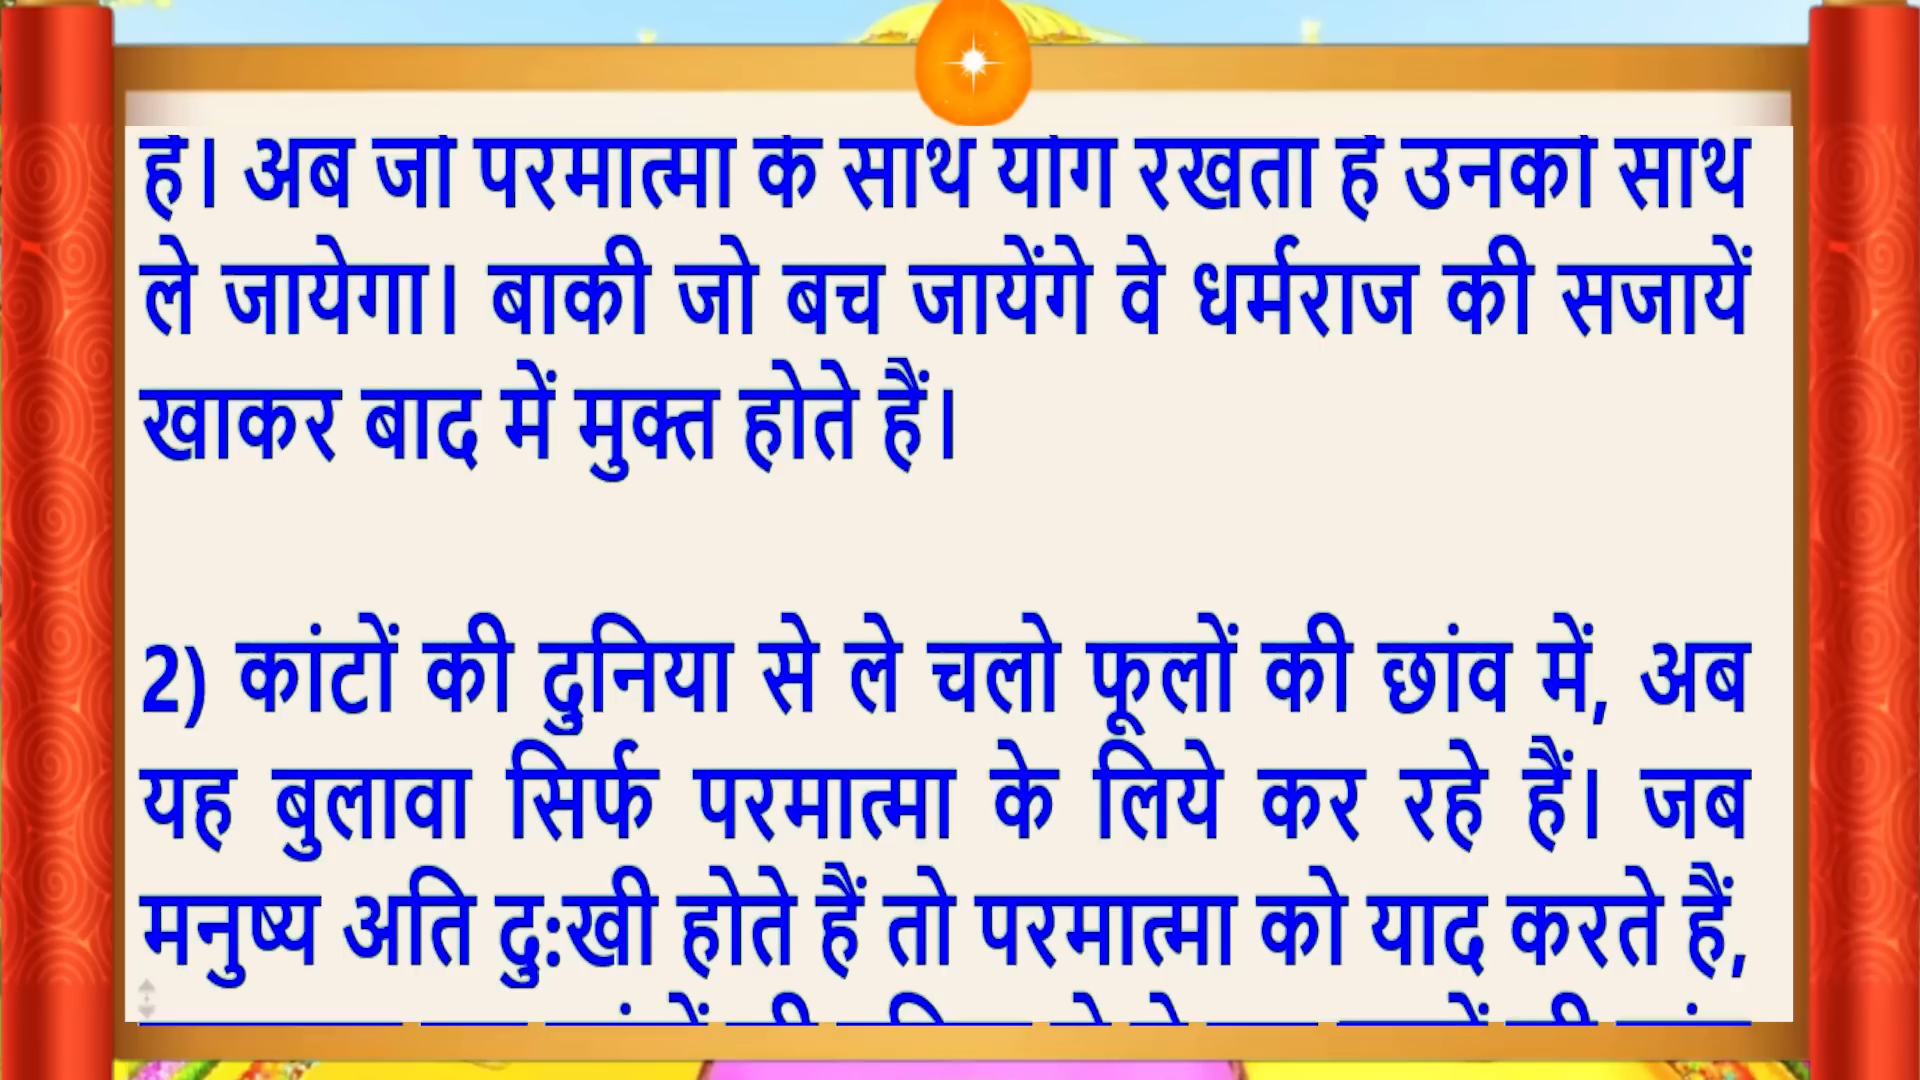 है। अब जो परमात्मा के साथ योग रखता है उनको साथ
ले जायेगा। बाकी जो बच जायेंगे वे धर्मराज की सजायें
खाकर बाद में मुक्त होते हैं।
2) कांटों की दुनिया से ले चलो फूलों की छांव में, अब
यह बुलावा सिर्फ परमात्मा के लिये कर रहे हैं। जब
मनुष्य अति दु:खी होते हैं तो परमात्मा को याद करते हैं,